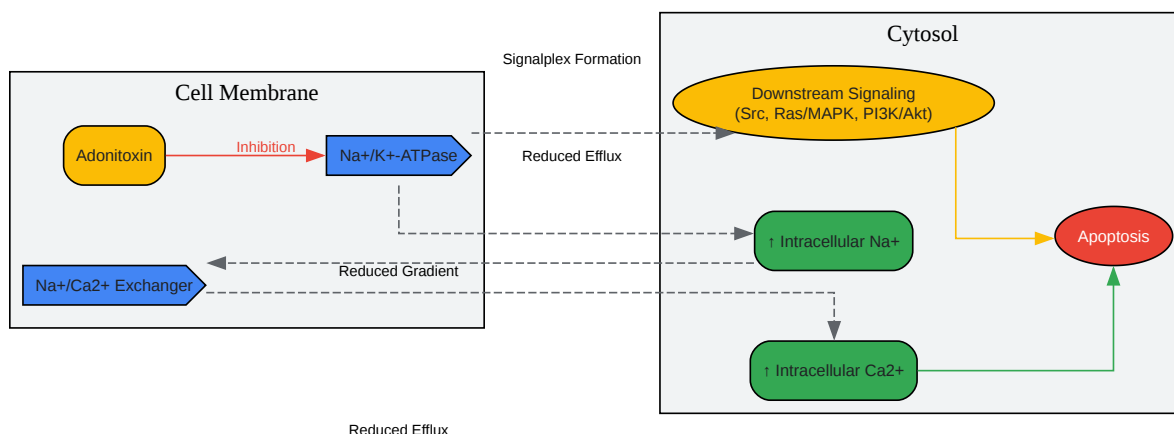 Cytosol
Signalplex Formation
Cell Membrane
Downstream Signaling
(Src, Ras/MAPK, PI3K/Akt)
Adonitoxin
Inhibition
Na+/K+-ATPase
Reduced Efflux
↑ Intracellular Na+
Apoptosis
Reduced Gradient
Na+/Ca2+ Exchanger
↑ Intracellular Ca2+
Reduced Efflux